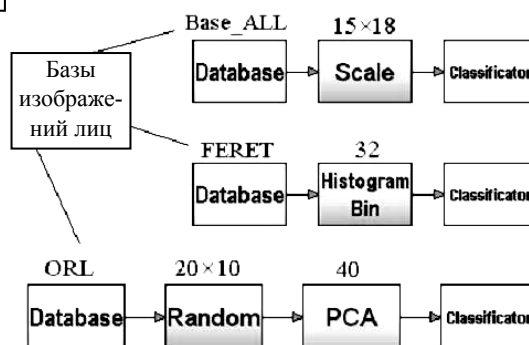 Base_ALL 15×18
Базы
изображе-
ний лиц
Database Scale Classificator
FERET 32
Database Histogram
Bin Classificator
ORL 20×10 40
Database Random PCA Classificator